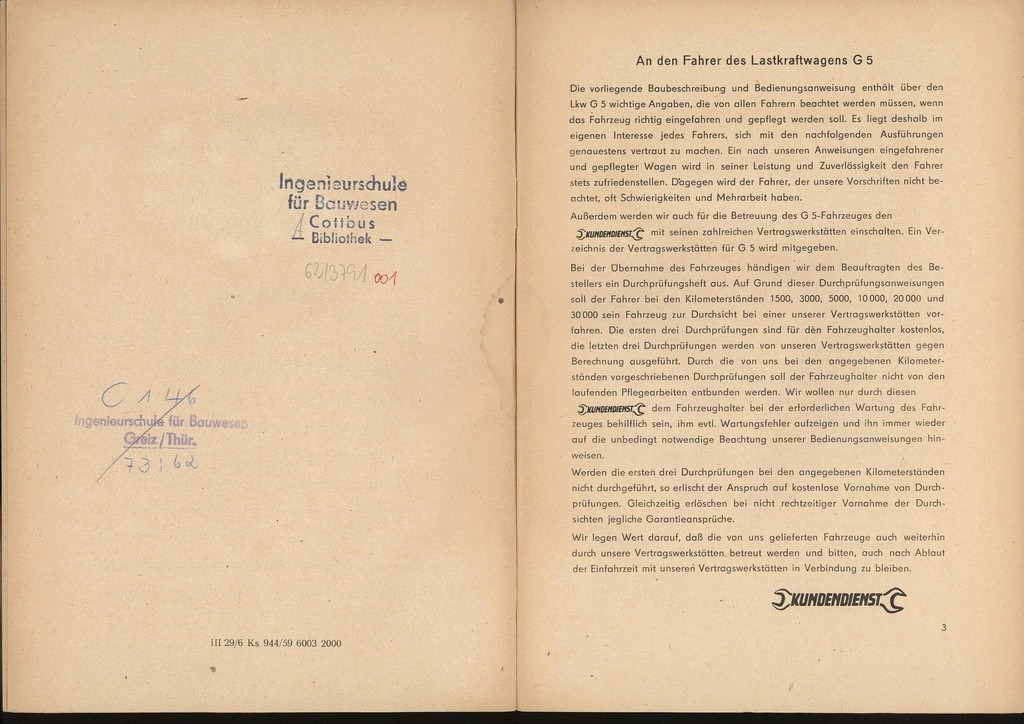 Ingenieurschule
für Bauwesen
Cottbus
Bibliothek —
62/3791 001
C 146
Ingenieurschule für Bauwesen
Greiz/Thür.
73:62
III 29/6 Ks 944/59 6003 2000
An den Fahrer des Lastkraftwagens G 5
Die vorliegende Baubeschreibung und Bedienungsanweisung enthält über den
Lkw G 5 wichtige Angaben, die von allen Fahrern beachtet werden müssen, wenn
das Fahrzeug richtig eingefahren und gepflegt werden soll. Es liegt deshalb im
eigenen Interesse jedes Fahrers, sich mit den nachfolgenden Ausführungen
genauestens vertraut zu machen. Ein nach unseren Anweisungen eingefahrener
und gepflegter Wagen wird in seiner Leistung und Zuverlässigkeit den Fahrer
stets zufriedenstellen. Dagegen wird der Fahrer, der unsere Vorschriften nicht be-
achtet, oft Schwierigkeiten und Mehrarbeit haben.
Außerdem werden wir auch für die Betreuung des G 5-Fahrzeuges den
KUNDENDIENST mit seinen zahlreichen Vertragswerkstätten einschalten. Ein Ver-
zeichnis der Vertragswerkstätten für G 5 wird mitgegeben.
Bei der Übernahme des Fahrzeuges händigen wir dem Beauftragten des Be-
stellers ein Durchprüfungsheft aus. Auf Grund dieser Durchprüfungsanweisungen
soll der Fahrer bei den Kilometerständen 1500, 3000, 5000, 10 000, 20 000 und
30 000 sein Fahrzeug zur Durchsicht bei einer unserer Vertragswerkstätten vor-
fahren. Die ersten drei Durchprüfungen sind für den Fahrzeughalter kostenlos,
die letzten drei Durchprüfungen werden von unseren Vertragswerkstätten gegen
Berechnung ausgeführt. Durch die von uns bei den angegebenen Kilometer-
ständen vorgeschriebenen Durchprüfungen soll der Fahrzeughalter nicht von den
laufenden Pflegearbeiten entbunden werden. Wir wollen nur durch diesen
KUNDENDIENST dem Fahrzeughalter bei der erforderlichen Wartung des Fahr-
zeuges behilflich sein, ihm evtl. Wartungsfehler aufzeigen und ihn immer wieder
auf die unbedingt notwendige Beachtung unserer Bedienungsanweisungen hin-
weisen.
Werden die ersten drei Durchprüfungen bei den angegebenen Kilometerständen
nicht durchgeführt, so erlischt der Anspruch auf kostenlose Vornahme von Durch-
prüfungen. Gleichzeitig erlöschen bei nicht rechtzeitiger Vornahme der Durch-
sichten jegliche Garantieansprüche.
Wir legen Wert darauf, daß die von uns gelieferten Fahrzeuge auch weiterhin
durch unsere Vertragswerkstätten betreut werden und bitten, auch nach Ablauf
der Einfahrzeit mit unseren Vertragswerkstätten in Verbindung zu bleiben.
KUNDENDIENST
3